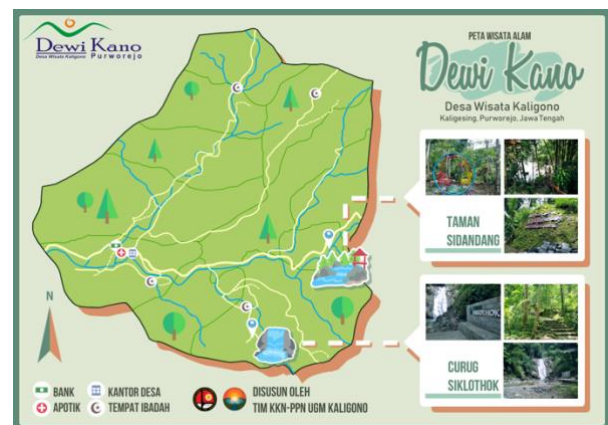 Dewi Kano
Desa Wisata Kaligono Purworejo
PETA WISATA ALAM
Dewi Kano
Desa Wisata Kaligono
Kaligesing, Purworejo, Jawa Tengah
TAMAN
SIDANDANG
CURUG
SIKLOTHOK
N
BANK
KANTOR DESA
APOTIK
TEMPAT IBADAH
DISUSUN OLEH
TIM KKN-PPN UGM KALIGONO